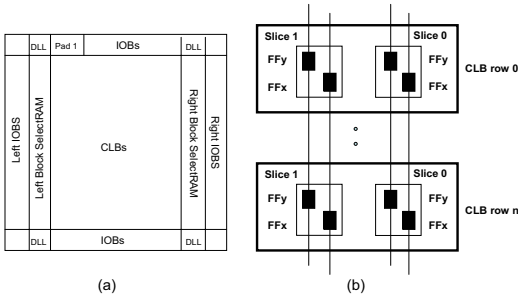 DLL Pad 1 IOBs DLL
Left IOBS
Left Block SelectRAM
CLBs
Right Block SelectRAM
Right IOBS
DLL IOBs DLL
(a)
Slice 1 Slice 0
FFy FFy
CLB row 0
FFx FFx
Slice 1 Slice 0
FFy FFy
CLB row n
FFx FFx
(b)